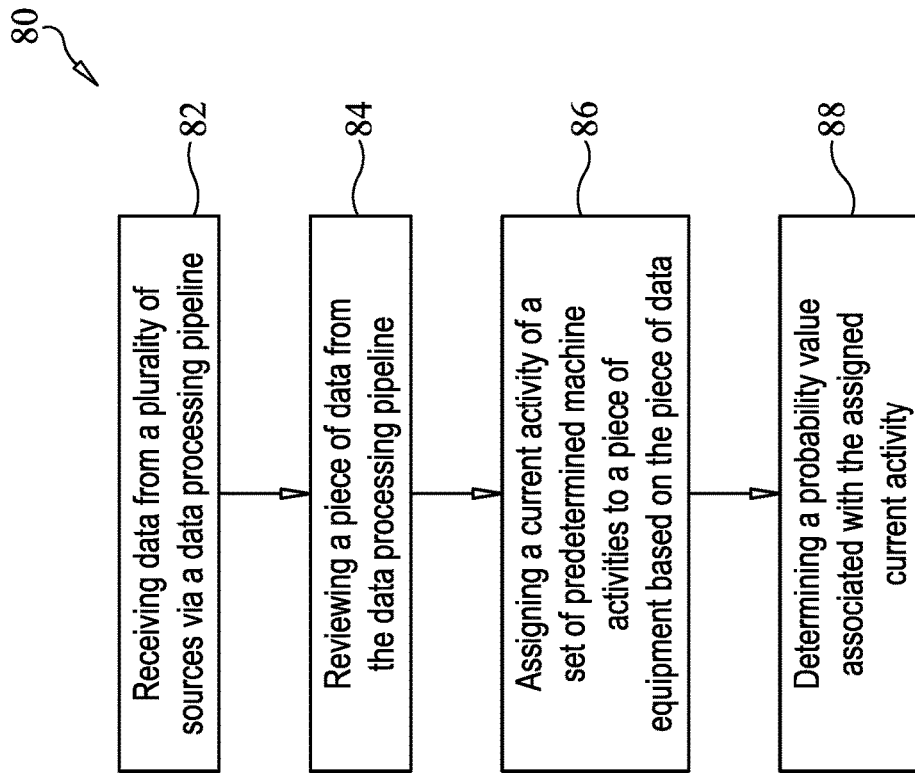 80
Receiving data from a plurality of
sources via a data processing pipeline
82
Reviewing a piece of data from
the data processing pipeline
84
Assigning a current activity of a
set of predetermined machine
activities to a piece of
equipment based on the piece of data
86
Determining a probability value
associated with the assigned
current activity
88